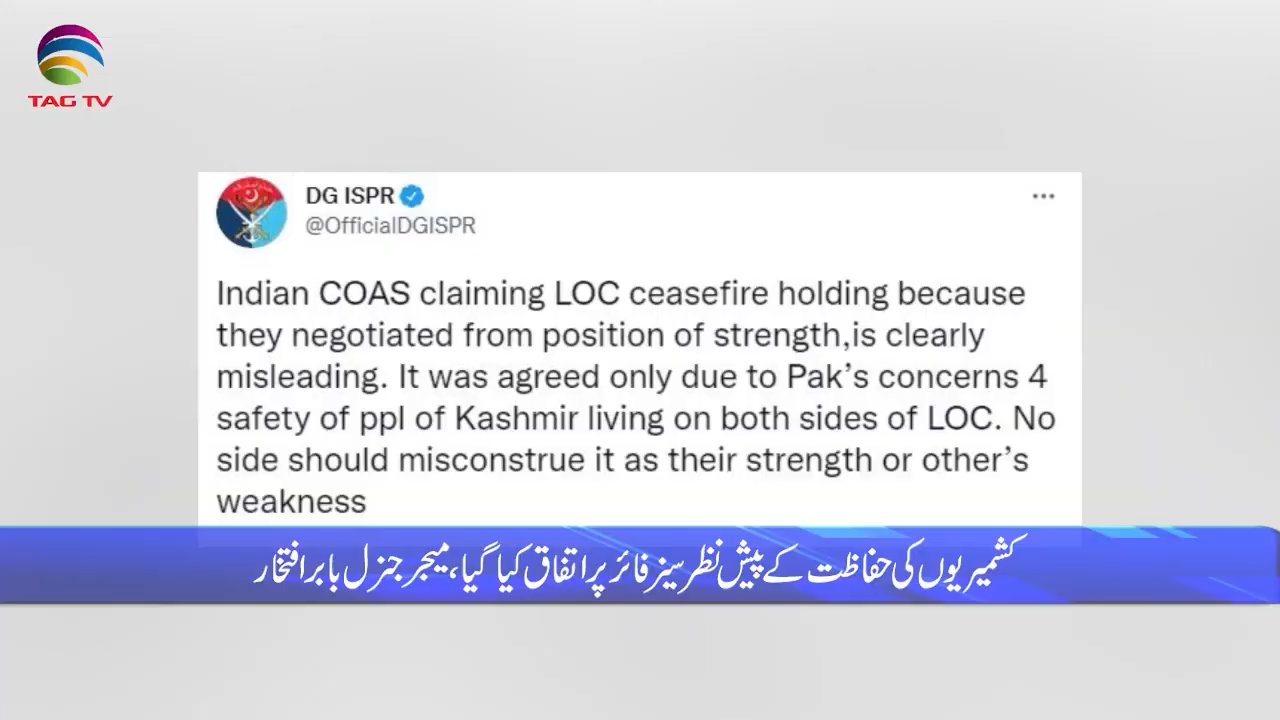 TAG TV
DG ISPR
@OfficialDGISPR
Indian COAS claiming LOC ceasefire holding because
they negotiated from position of strength,is clearly
misleading. It was agreed only due to Pak’s concerns 4
safety of ppl of Kashmir living on both sides of LOC. No
side should misconstrue it as their strength or other’s
weakness
کشمیریوں کی حفاظت کے پیش نظر سیز فائر پر اتفاق کیا گیا، میجر جنرل بابر افتخار